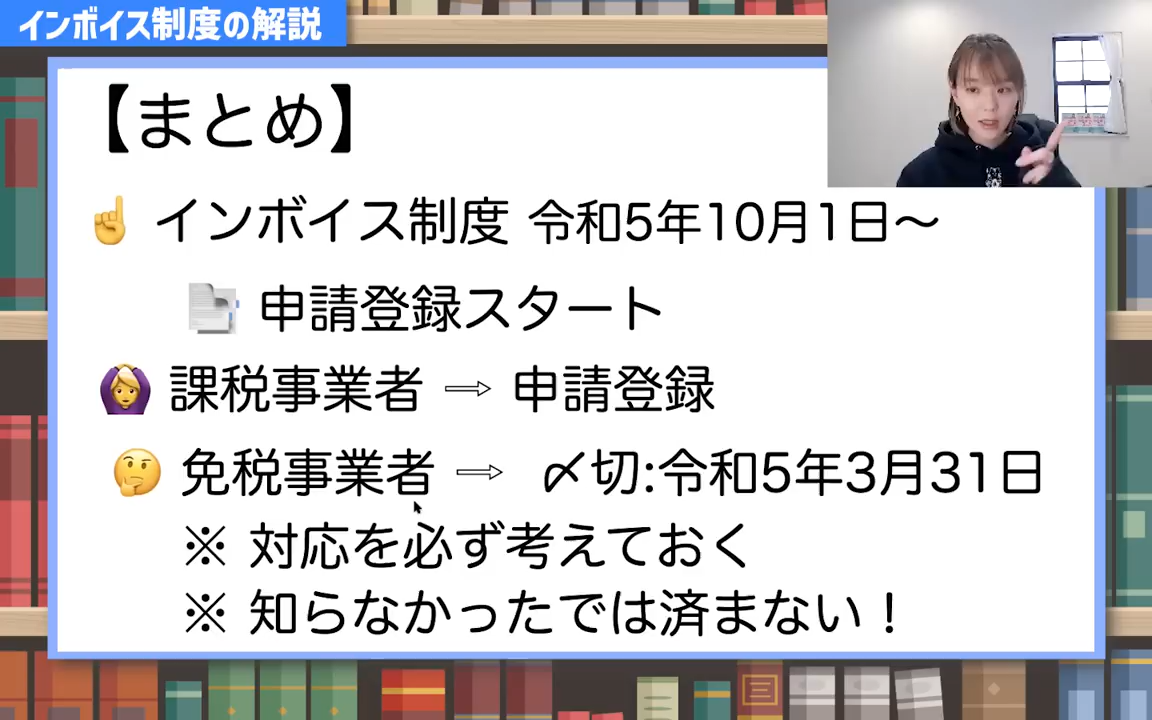 インボイス制度の解説
【まとめ】
☝️ インボイス制度 令和5年10月1日～
📑 申請登録スタート
🙆‍♀️ 課税事業者 ⇨ 申請登録
🤔 免税事業者 ⇨ 〆切:令和5年3月31日
※ 対応を必ず考えておく
※ 知らなかったでは済まない！